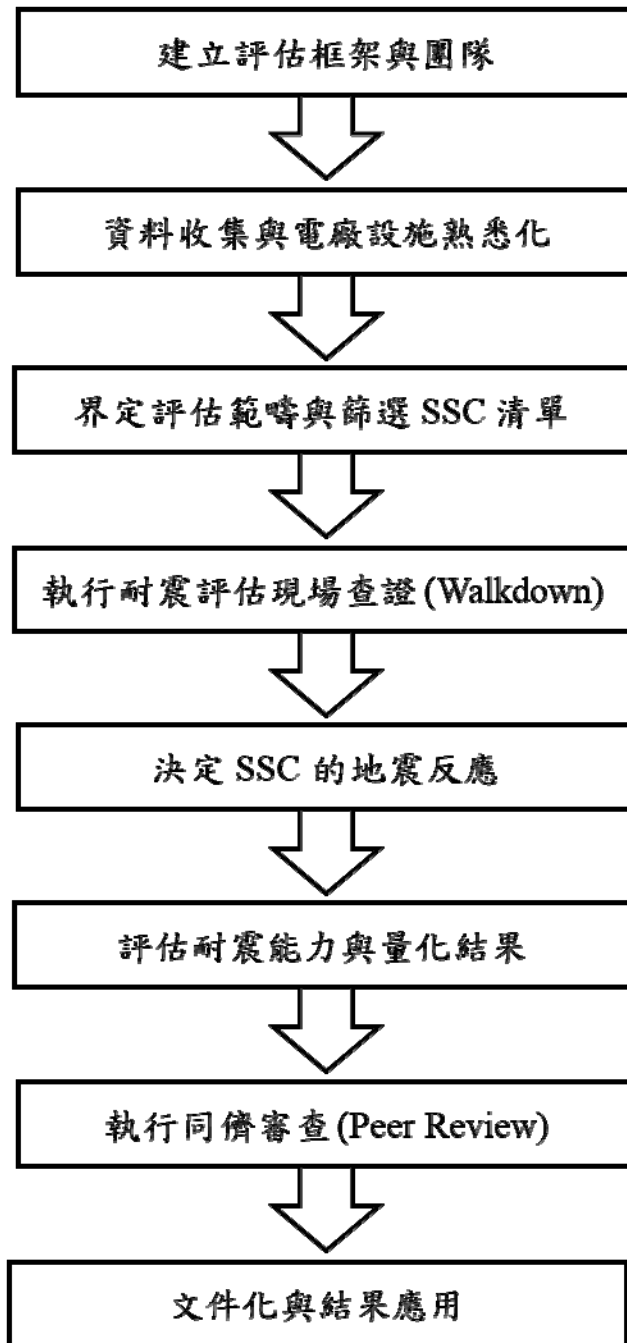 建立評估框架與團隊
資料收集與電廠設施熟悉化
界定評估範疇與篩選 SSC 清單
執行耐震評估現場查證(Walkdown)
決定 SSC 的地震反應
評估耐震能力與量化結果
執行同儕審查(Peer Review)
文件化與結果應用